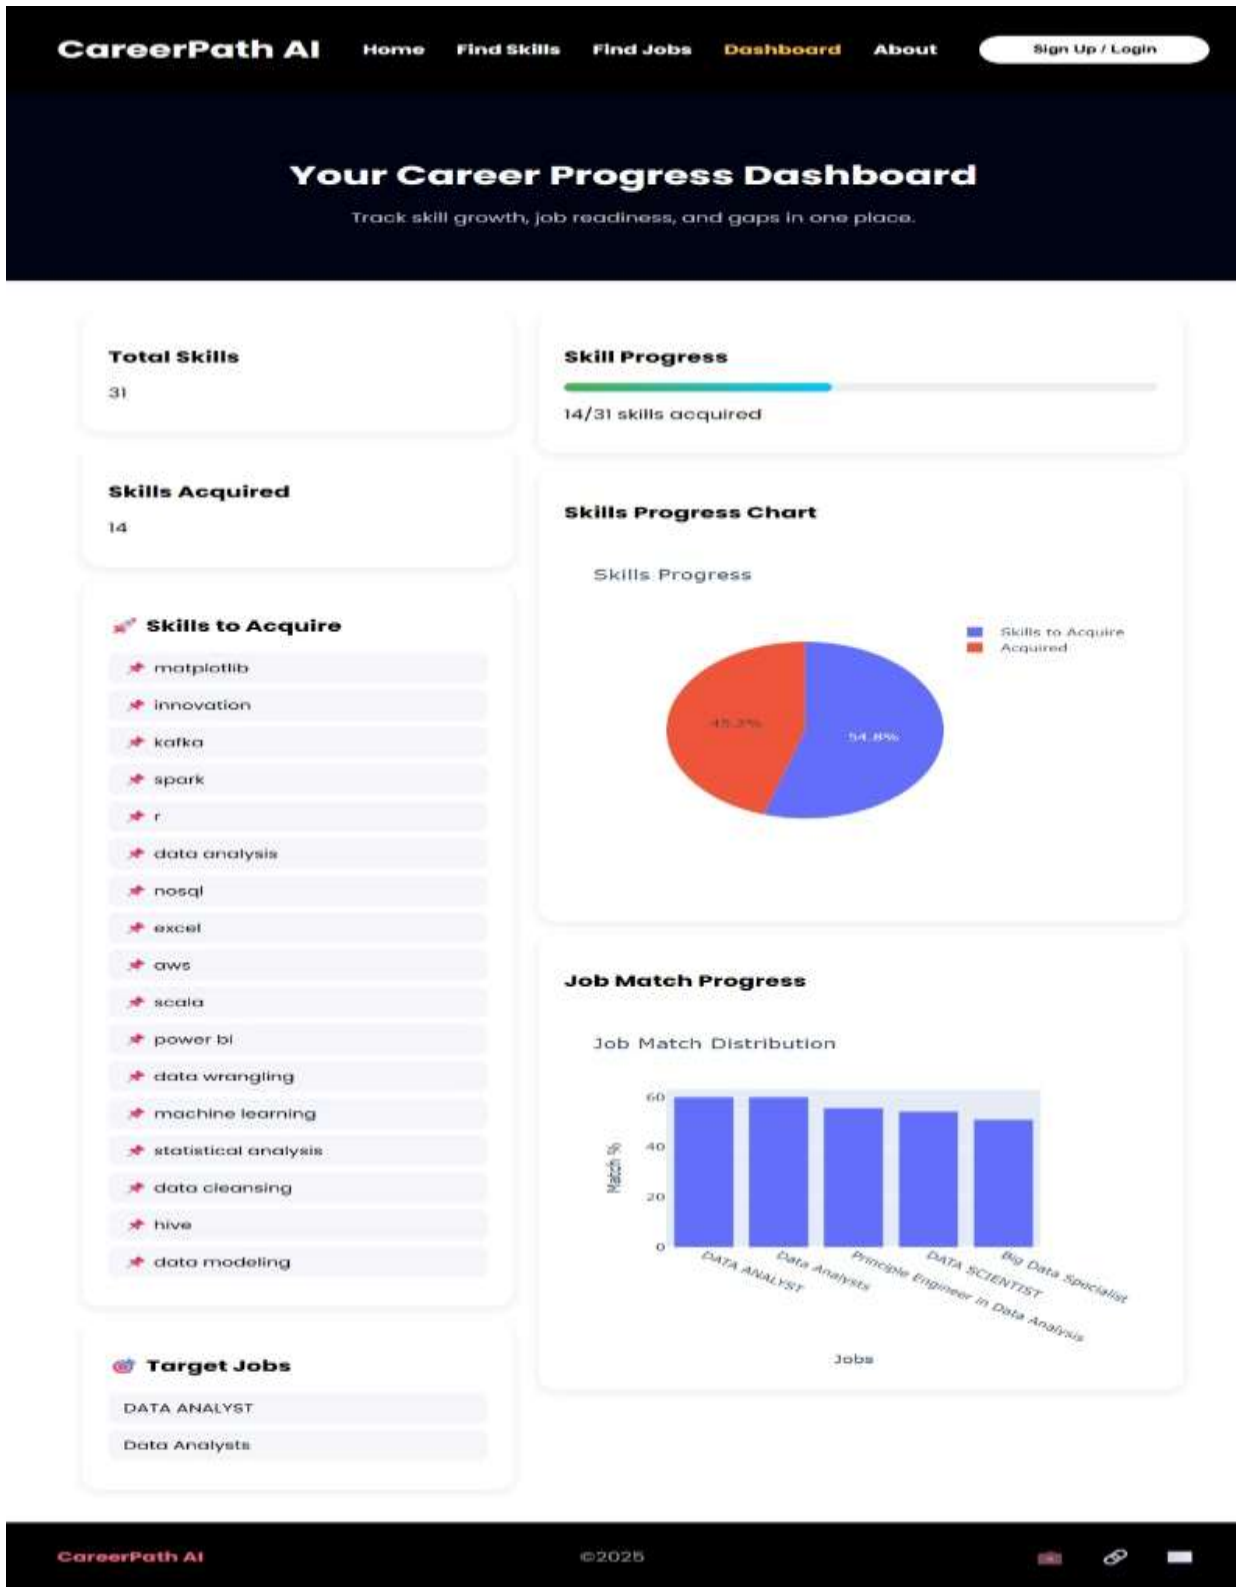 CareerPath AI Home Find Skills Find Jobs Dashboard About Sign Up / Login
Your Career Progress Dashboard
Track skill growth, job readiness, and gaps in one place.
Total Skills
31
Skills Acquired
14
Skills to Acquire
matplotlib
innovation
kafka
spark
r
data analysis
nosql
excel
aws
scala
power bi
data wrangling
machine learning
statistical analysis
data cleansing
hive
data modeling
Target Jobs
DATA ANALYST
Data Analysts
Skill Progress
14/31 skills acquired
Skills Progress Chart
Skills Progress
Skills to Acquire
Acquired
45.2%
54.8%
Job Match Progress
Job Match Distribution
60
40
20
0
Match %
DATA ANALYST
Data Analysts
Principle Engineer in Data Analysis
DATA SCIENTIST
Big Data Specialist
Jobs
CareerPath AI ©2025